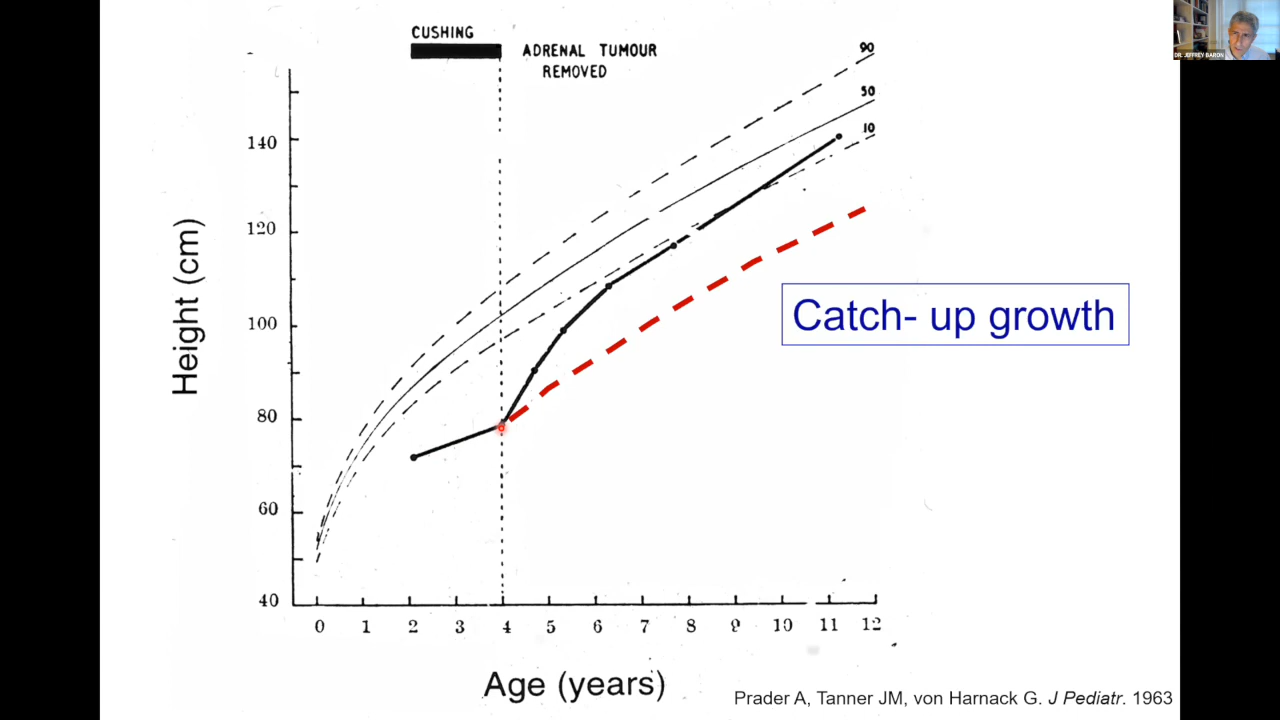 CUSHING
ADRENAL TUMOUR
REMOVED
90
50
10
140
120
100
80
60
40
Height (cm)
Catch- up growth
0 1 2 3 4 5 6 7 8 9 10 11 12
Age (years)
Prader A, Tanner JM, von Harnack G. J Pediatr. 1963
DR. JEFFREY BARON